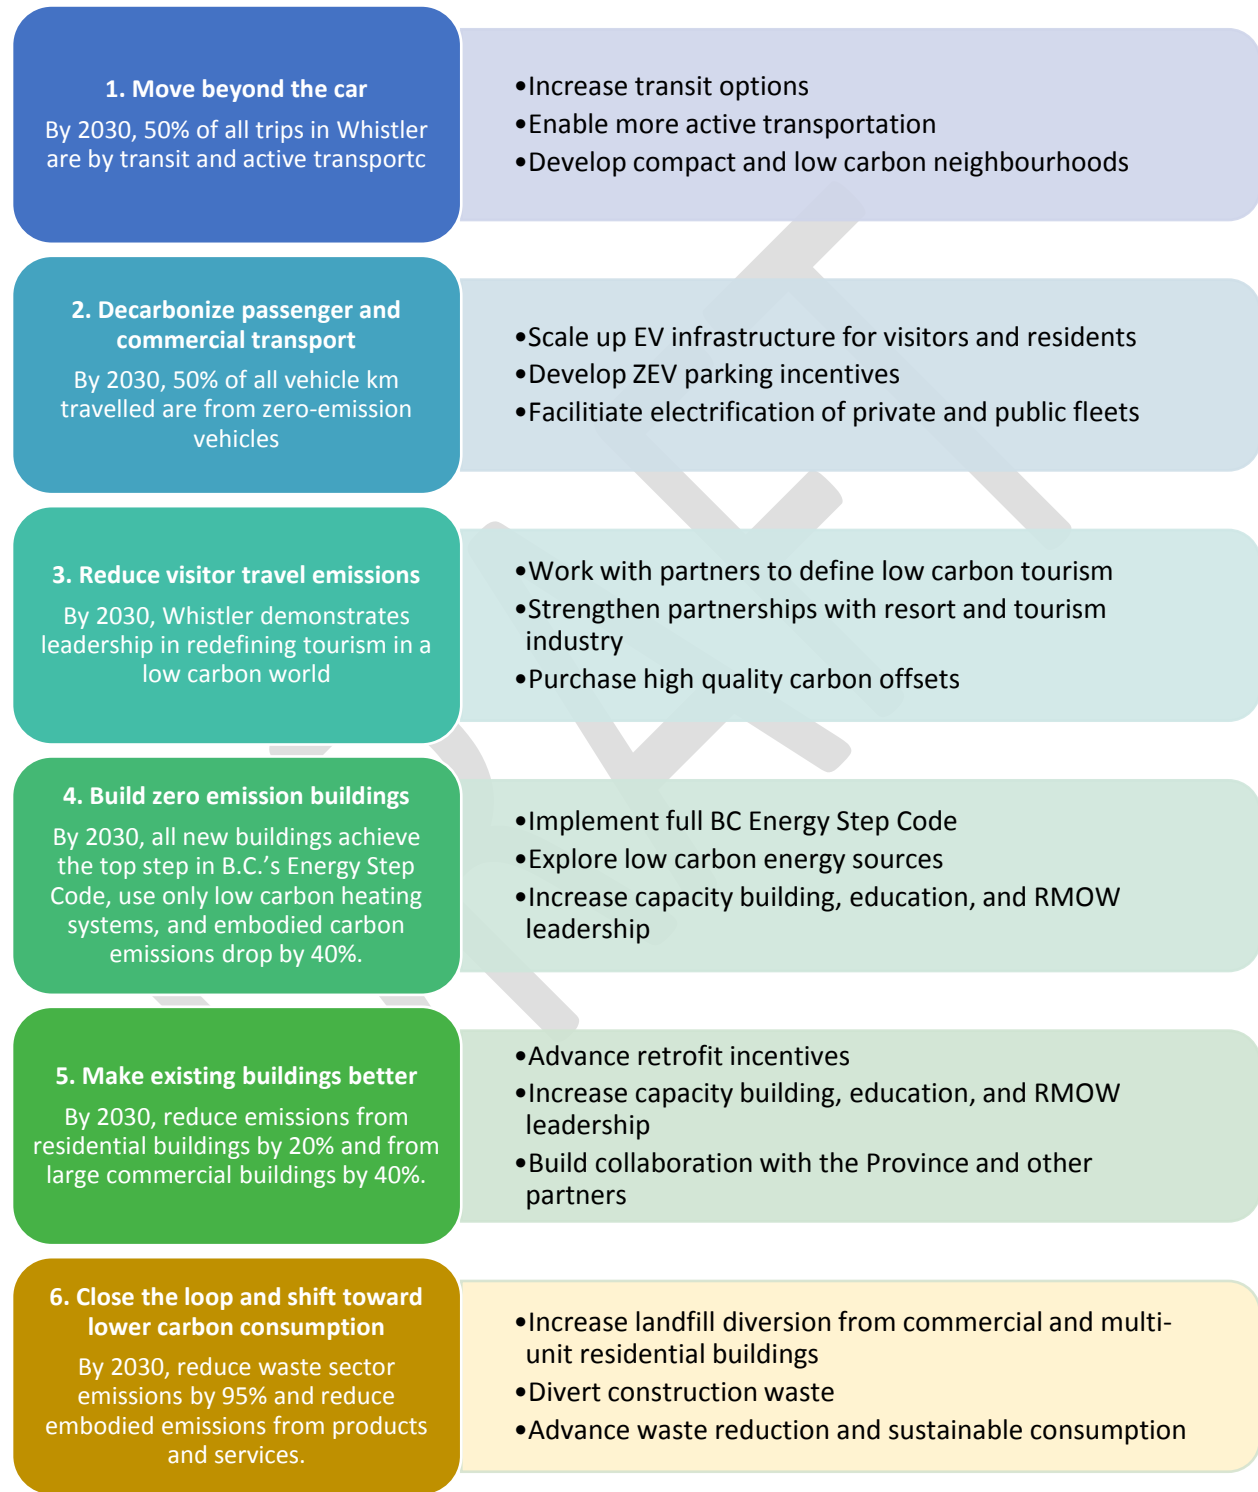 1. Move beyond the car
By 2030, 50% of all trips in Whistler
are by transit and active transportc
•Increase transit options
•Enable more active transportation
•Develop compact and low carbon neighbourhoods
2. Decarbonize passenger and
commercial transport
By 2030, 50% of all vehicle km
travelled are from zero-emission
vehicles
•Scale up EV infrastructure for visitors and residents
•Develop ZEV parking incentives
•Facilitiate electrification of private and public fleets
3. Reduce visitor travel emissions
By 2030, Whistler demonstrates
leadership in redefining tourism in a
low carbon world
•Work with partners to define low carbon tourism
•Strengthen partnerships with resort and tourism
industry
•Purchase high quality carbon offsets
4. Build zero emission buildings
By 2030, all new buildings achieve
the top step in B.C.’s Energy Step
Code, use only low carbon heating
systems, and embodied carbon
emissions drop by 40%.
•Implement full BC Energy Step Code
•Explore low carbon energy sources
•Increase capacity building, education, and RMOW
leadership
5. Make existing buildings better
By 2030, reduce emissions from
residential buildings by 20% and from
large commercial buildings by 40%.
•Advance retrofit incentives
•Increase capacity building, education, and RMOW
leadership
•Build collaboration with the Province and other
partners
6. Close the loop and shift toward
lower carbon consumption
By 2030, reduce waste sector
emissions by 95% and reduce
embodied emissions from products
and services.
•Increase landfill diversion from commercial and multi-
unit residential buildings
•Divert construction waste
•Advance waste reduction and sustainable consumption
DRAFT